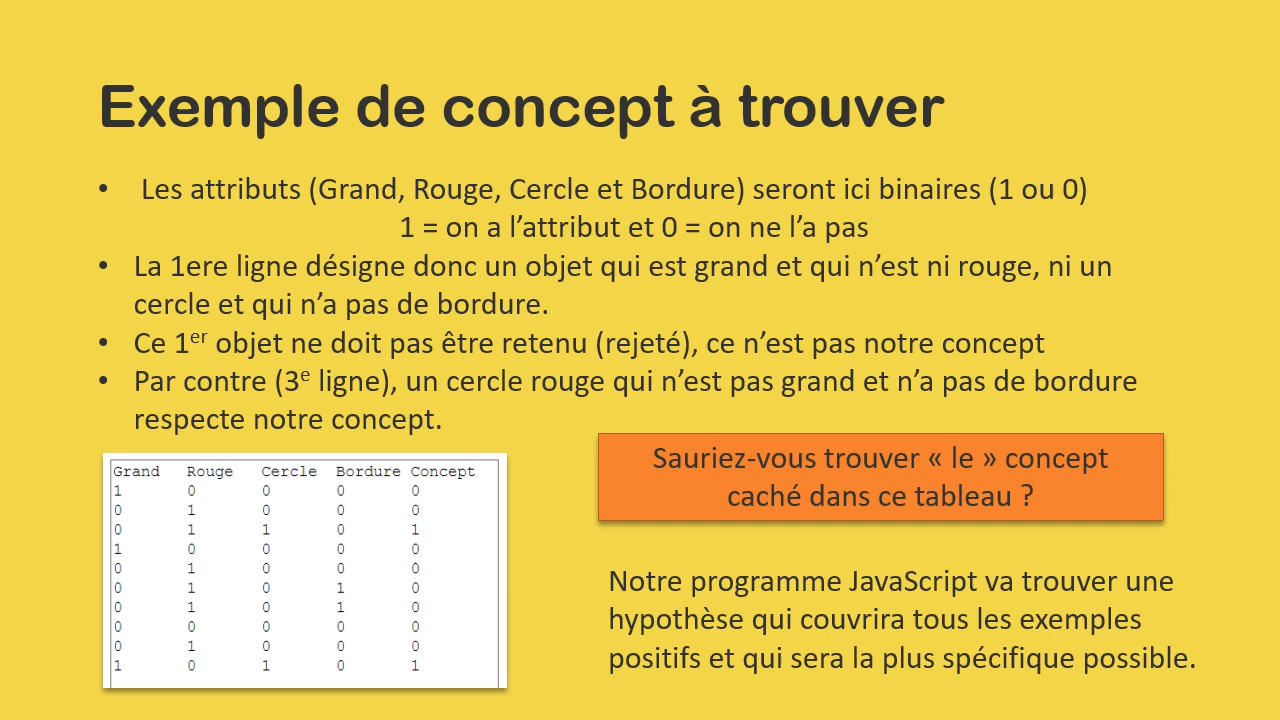 Exemple de concept à trouver
• Les attributs (Grand, Rouge, Cercle et Bordure) seront ici binaires (1 ou 0)
1 = on a l’attribut et 0 = on ne l’a pas
• La 1ere ligne désigne donc un objet qui est grand et qui n’est ni rouge, ni un
cercle et qui n’a pas de bordure.
• Ce 1er objet ne doit pas être retenu (rejeté), ce n’est pas notre concept
• Par contre (3e ligne), un cercle rouge qui n’est pas grand et n’a pas de bordure
respecte notre concept.
Grand Rouge Cercle Bordure Concept
1 0 0 0 0
0 1 0 0 0
0 1 1 0 1
1 0 0 0 0
0 1 0 0 0
0 1 0 1 0
0 1 0 1 0
0 0 0 0 0
0 1 0 0 0
1 0 1 0 1
Sauriez-vous trouver « le » concept
caché dans ce tableau ?
Notre programme JavaScript va trouver une
hypothèse qui couvrira tous les exemples
positifs et qui sera la plus spécifique possible.